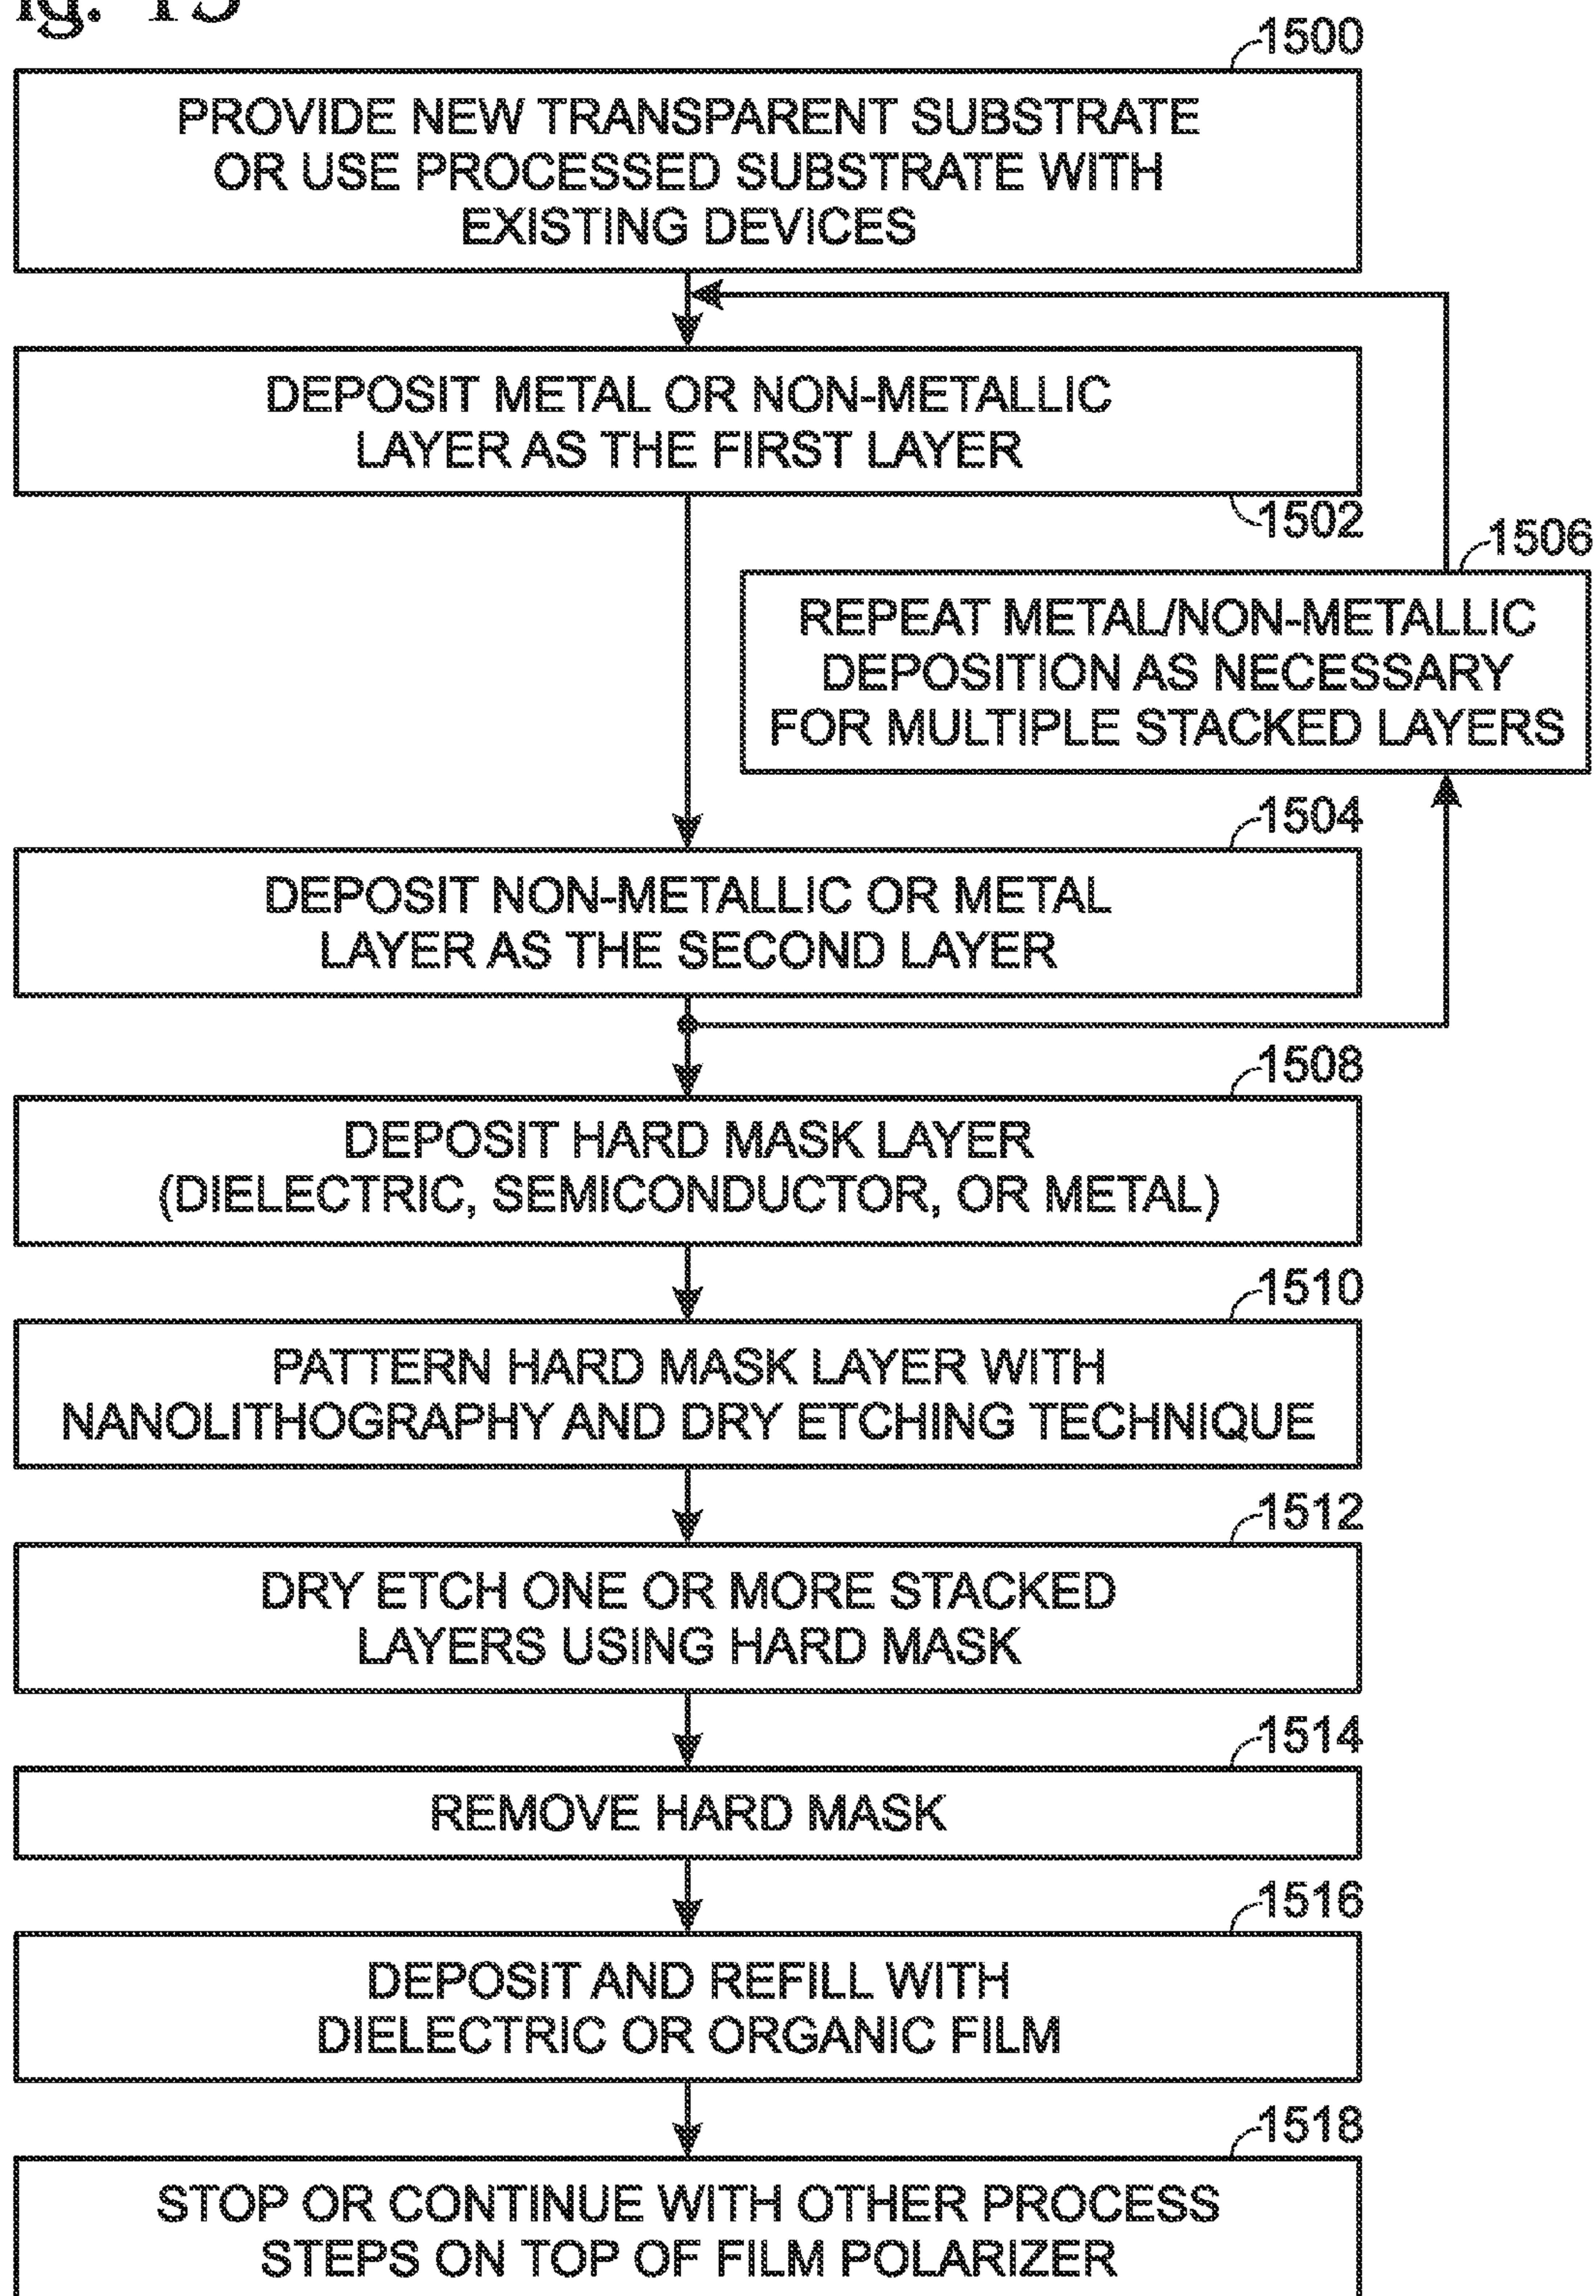 Fig. 15
1500
PROVIDE NEW TRANSPARENT SUBSTRATE
OR USE PROCESSED SUBSTRATE WITH
EXISTING DEVICES
DEPOSIT METAL OR NON-METALLIC
LAYER AS THE FIRST LAYER
1502
1506
REPEAT METAL/NON-METALLIC
DEPOSITION AS NECESSARY
FOR MULTIPLE STACKED LAYERS
1504
DEPOSIT NON-METALLIC OR METAL
LAYER AS THE SECOND LAYER
1508
DEPOSIT HARD MASK LAYER
(DIELECTRIC, SEMICONDUCTOR, OR METAL)
1510
PATTERN HARD MASK LAYER WITH
NANOLITHOGRAPHY AND DRY ETCHING TECHNIQUE
1512
DRY ETCH ONE OR MORE STACKED
LAYERS USING HARD MASK
1514
REMOVE HARD MASK
1516
DEPOSIT AND REFILL WITH
DIELECTRIC OR ORGANIC FILM
1518
STOP OR CONTINUE WITH OTHER PROCESS
STEPS ON TOP OF FILM POLARIZER